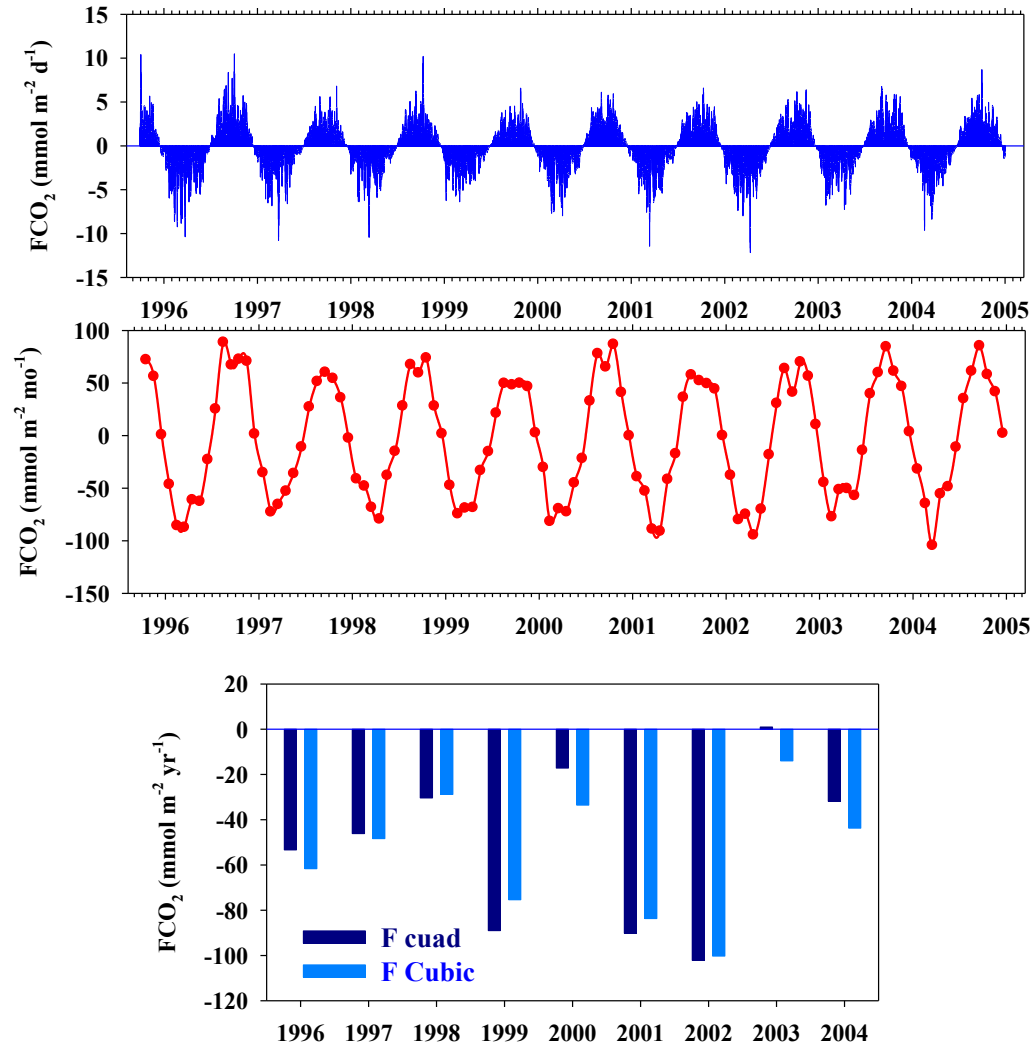 FCO₂ (mmol m⁻² d⁻¹)
15
10
5
0
-5
-10
-15
1996 1997 1998 1999 2000 2001 2002 2003 2004 2005
FCO₂ (mmol m⁻² mo⁻¹)
100
50
0
-50
-100
-150
1996 1997 1998 1999 2000 2001 2002 2003 2004 2005
FCO₂ (mmol m⁻² yr⁻¹)
20
0
-20
-40
-60
-80
-100
-120
F cuad
F Cubic
1996 1997 1998 1999 2000 2001 2002 2003 2004